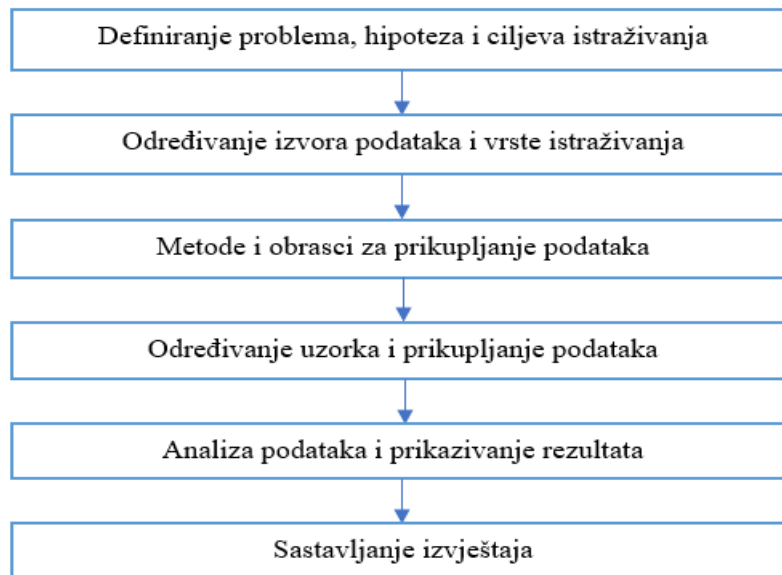 Definiranje problema, hipoteza i ciljeva istraživanja
Određivanje izvora podataka i vrste istraživanja
Metode i obrasci za prikupljanje podataka
Određivanje uzorka i prikupljanje podataka
Analiza podataka i prikazivanje rezultata
Sastavljanje izvještaja